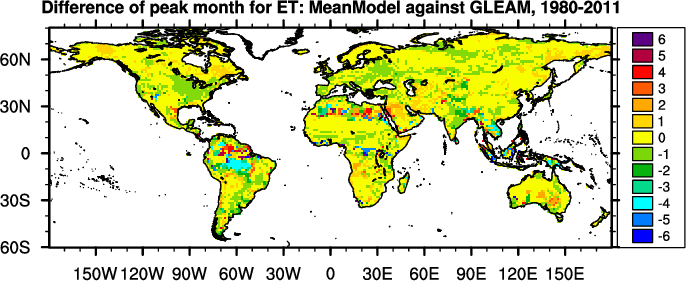 Difference of peak month for ET: MeanModel against GLEAM, 1980-2011
60N
30N
0
30S
60S
150W 120W 90W 60W 30W 0 30E 60E 90E 120E 150E
6
5
4
3
2
1
0
-1
-2
-3
-4
-5
-6